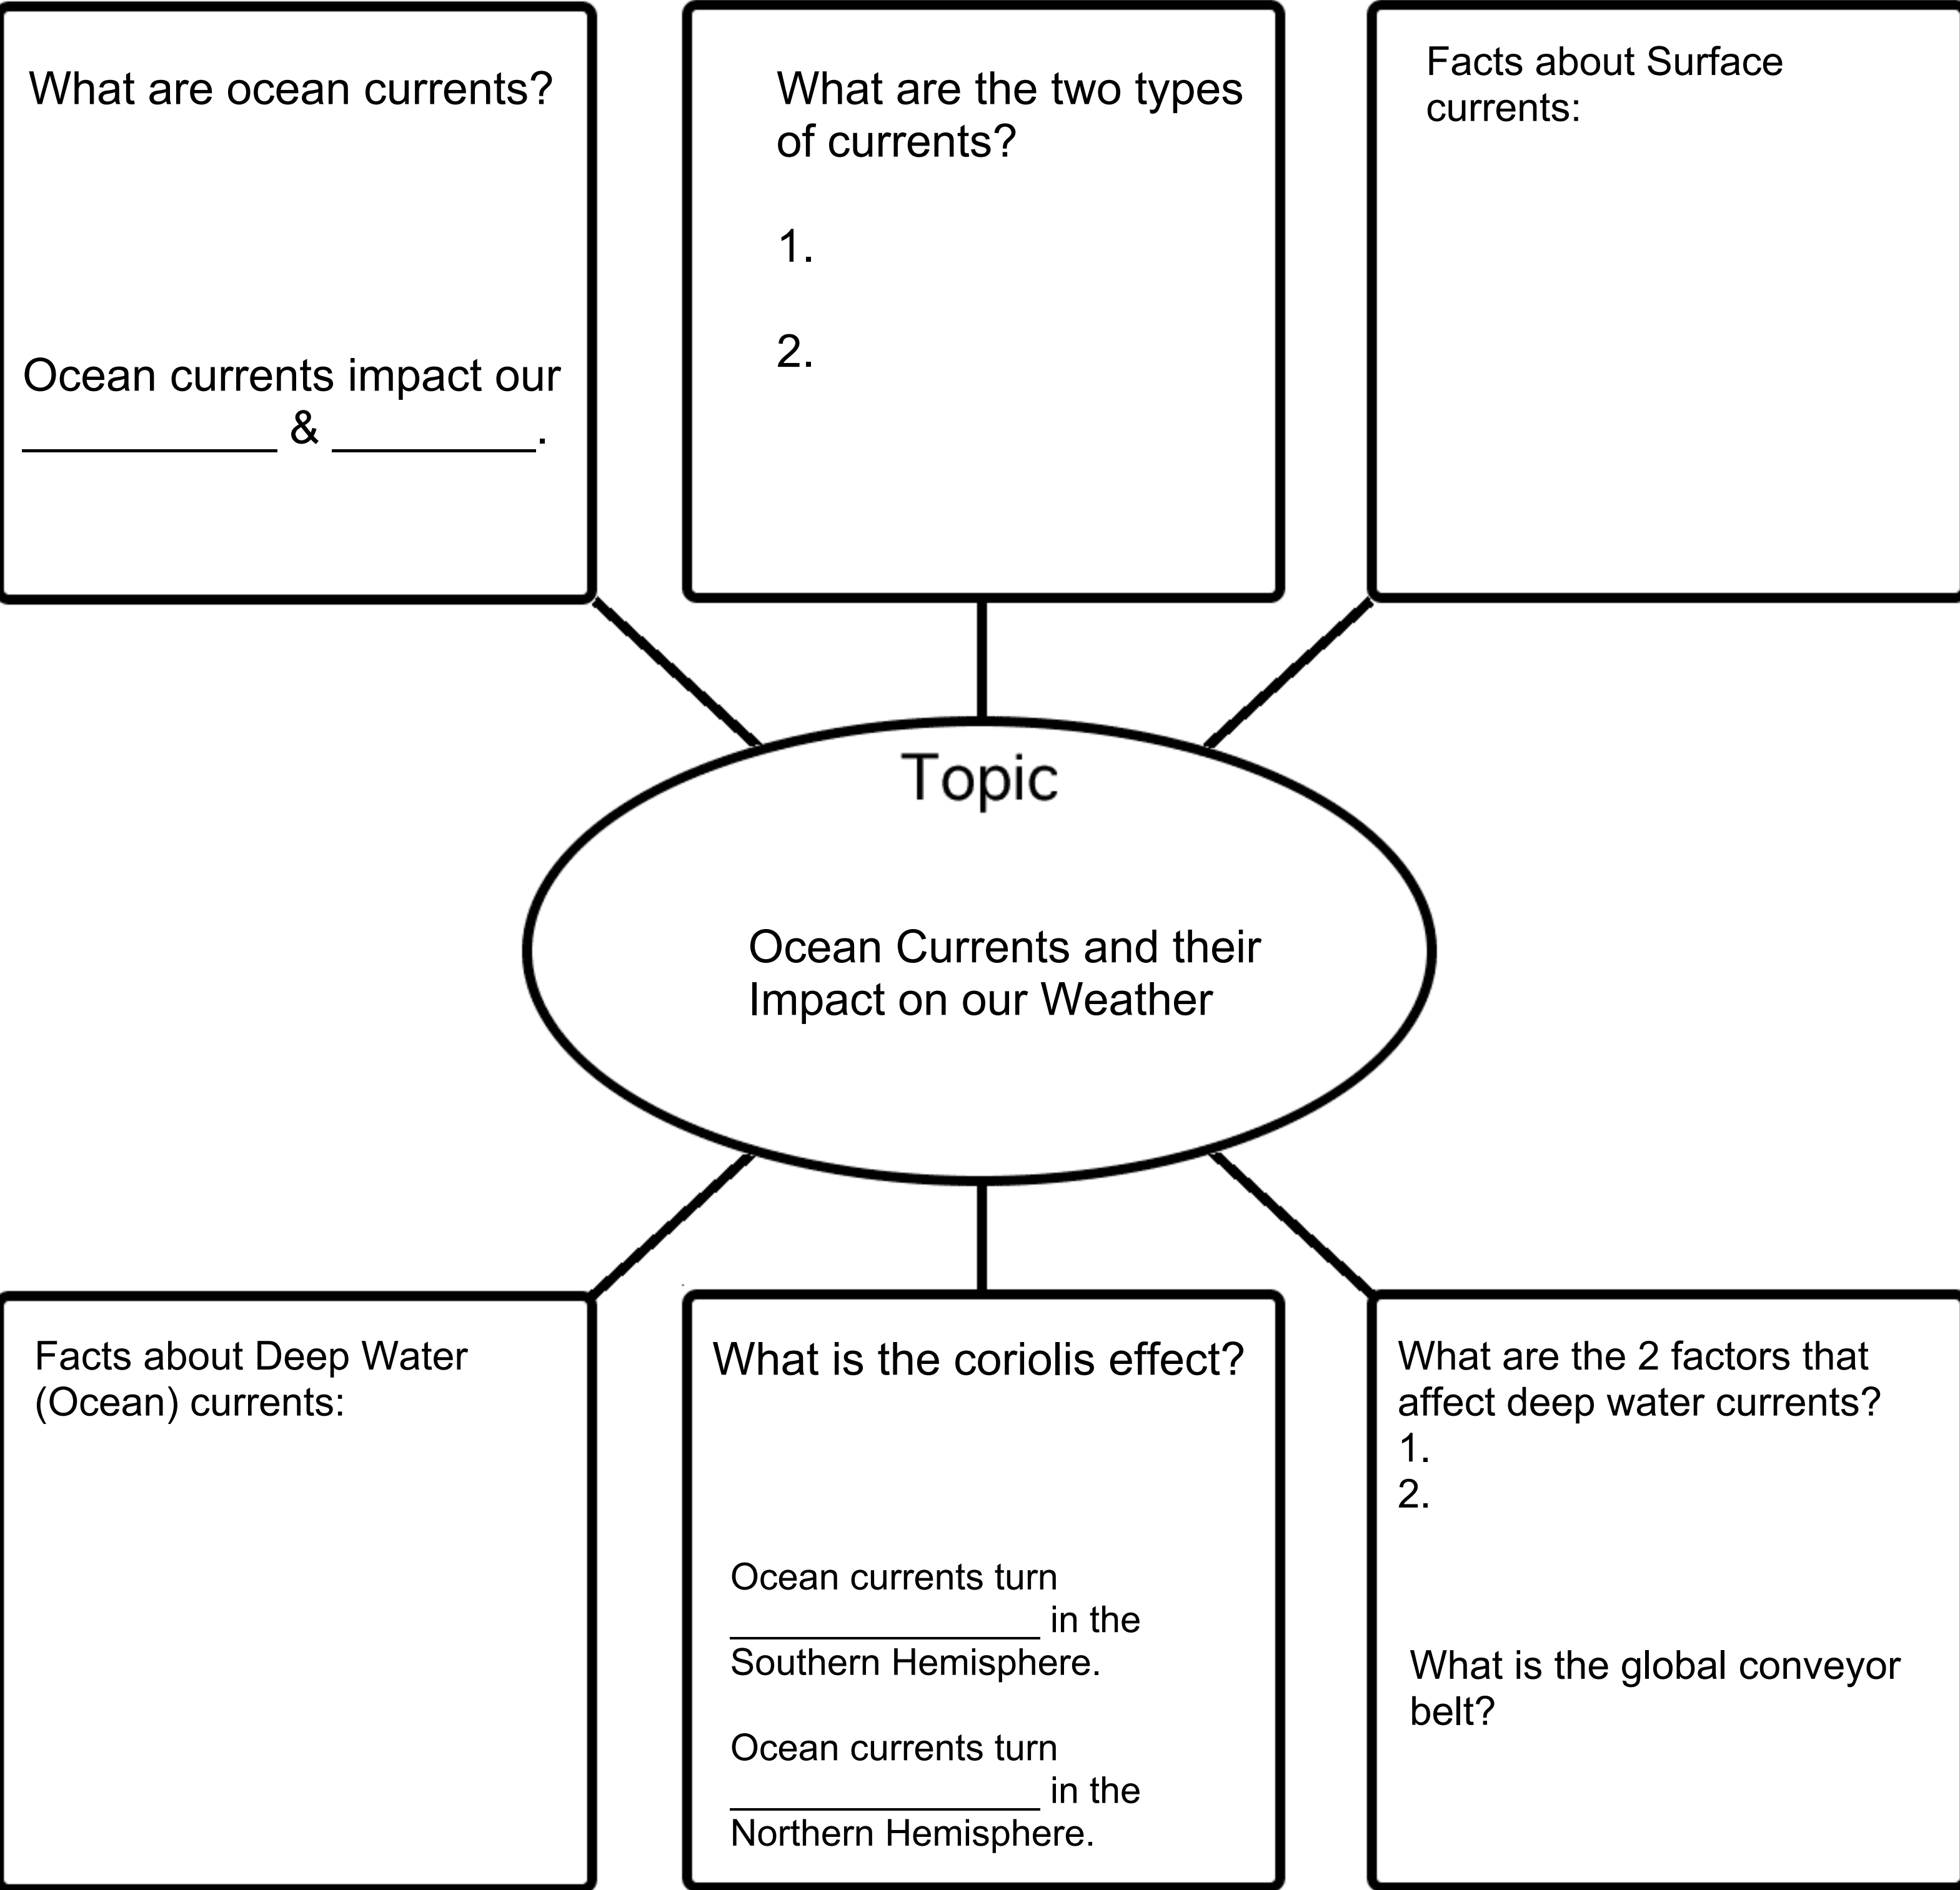 What are ocean currents?
Ocean currents impact our
__________ & ________.
What are the two types
of currents?
1.
2.
Facts about Surface
currents:
Topic
Ocean Currents and their
Impact on our Weather
Facts about Deep Water
(Ocean) currents:
What is the coriolis effect?
Ocean currents turn
_______________ in the
Southern Hemisphere.
Ocean currents turn
_______________ in the
Northern Hemisphere.
What are the 2 factors that
affect deep water currents?
1.
2.
What is the global conveyor
belt?